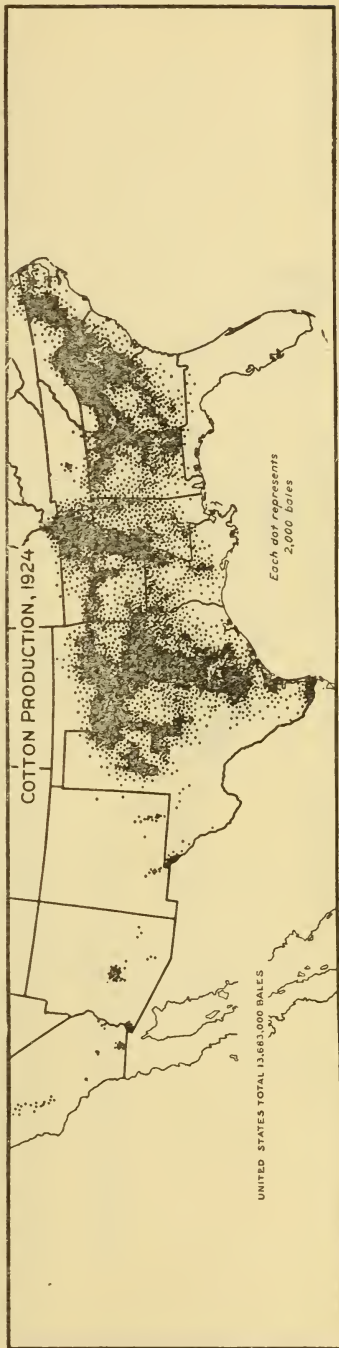 COTTON PRODUCTION, 1924
Each dot represents
2,000 bales
UNITED STATES TOTAL 13,683,000 BALES